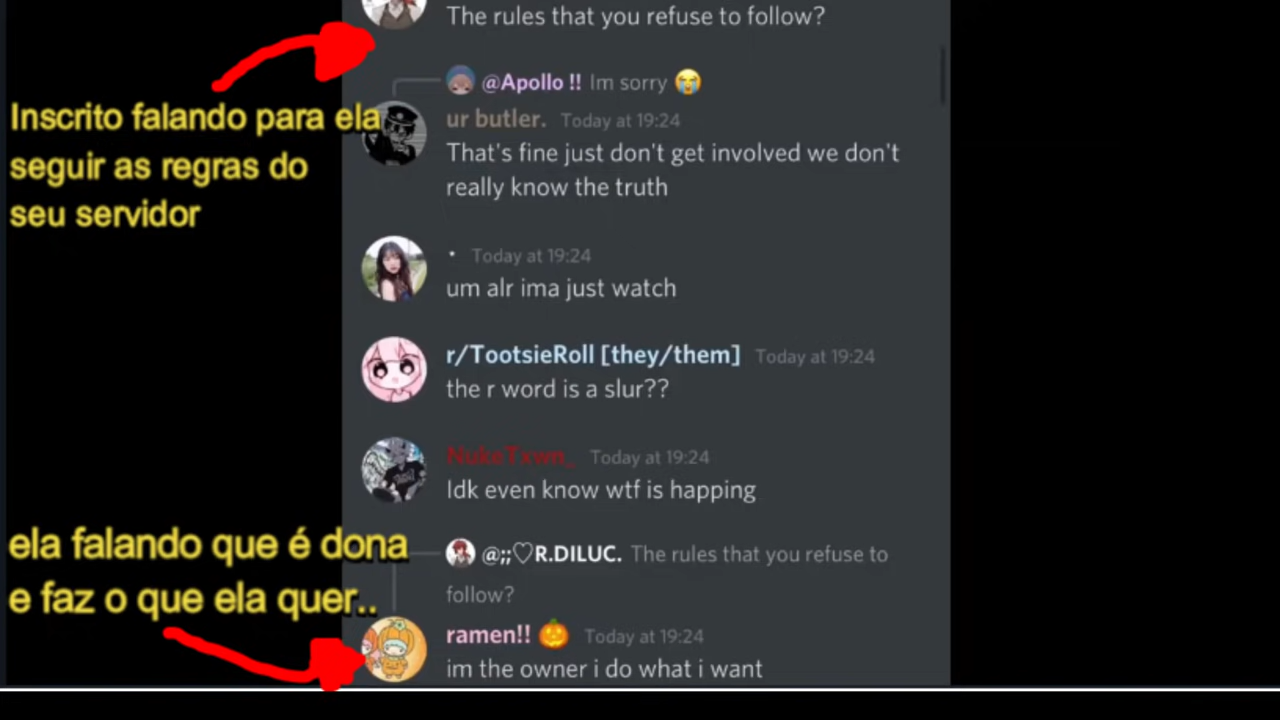 The rules that you refuse to follow?
Inscrito falando para ela
seguir as regras do
seu servidor
@Apollo !! Im sorry 😭
ur butler. Today at 19:24
That's fine just don't get involved we don't
really know the truth
· Today at 19:24
um alr ima just watch
r/TootsieRoll [they/them] Today at 19:24
the r word is a slur??
NukeTxwn_ Today at 19:24
Idk even know wtf is happing
ela falando que é dona
e faz o que ela quer..
@;;♡R.DILUC. The rules that you refuse to
follow?
ramen!! 🎃 Today at 19:24
im the owner i do what i want